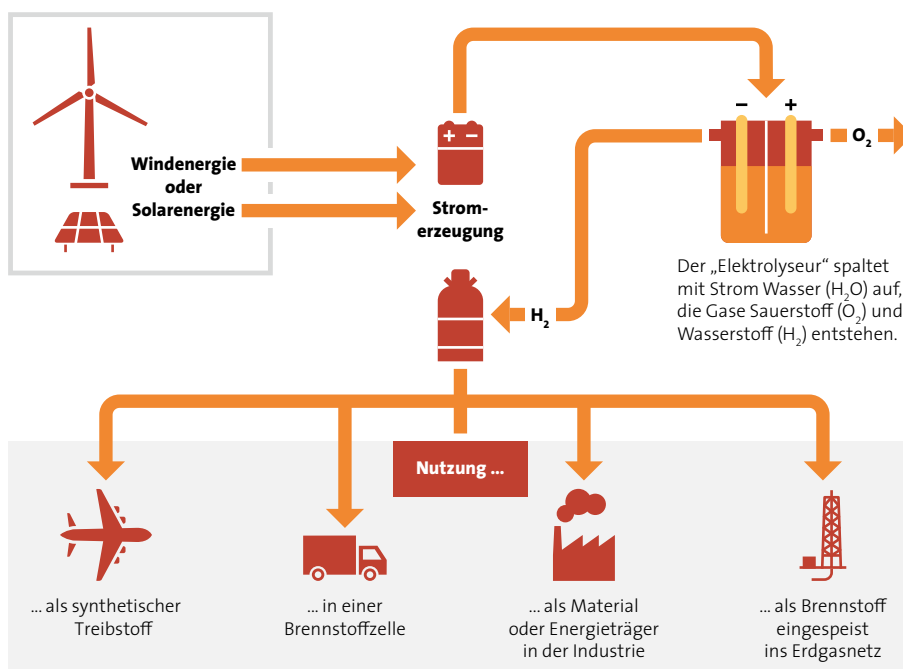 Windenergie
oder
Solarenergie
+ −
Strom-
erzeugung
− +
O₂
Der „Elektrolyseur“ spaltet
mit Strom Wasser (H₂O) auf,
die Gase Sauerstoff (O₂) und
Wasserstoff (H₂) entstehen.
H₂
Nutzung ...
... als synthetischer
Treibstoff
... in einer
Brennstoffzelle
... als Material
oder Energieträger
in der Industrie
... als Brennstoff
eingespeist
ins Erdgasnetz